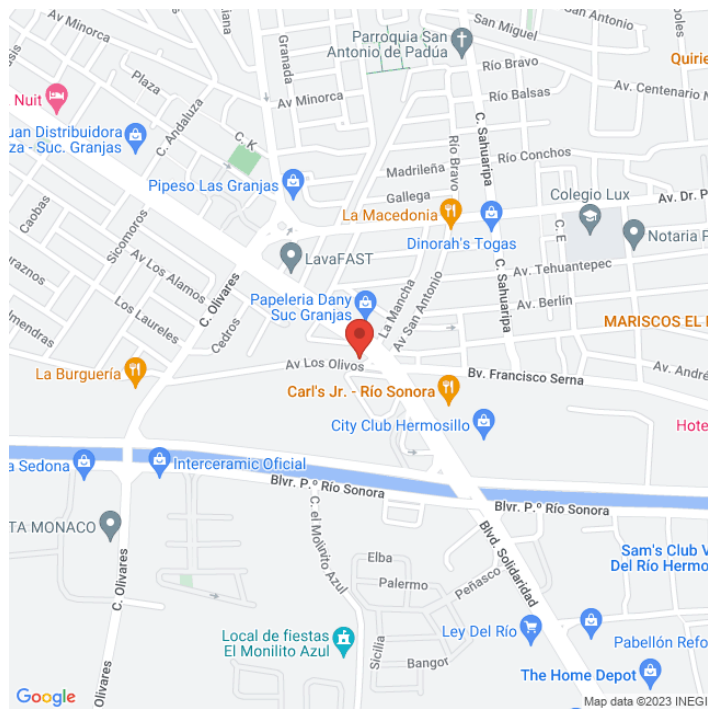 Parroquia San
Antonio de Padúa
San Miguel
San Antonio
Granada
Río Bravo
Quirie
Plaza
Av. Centenario N
Nuit
Av Minorca
Río Balsas
C. Andaluza
C. K
uan Distribuidora
za - Suc. Granjas
Río Bravo
C. Sahuaripa
Madrileña
Río Conchos
Pipeso Las Granjas
Gallega
Colegio Lux
Av. Dr. P
Caobas
La Macedonia
Dinorah's Togas
C. E
Notaria P
Sicomoros
LavaFAST
Av. Tehuantepec
Av Los Alamos
uraznos
C. Olivares
Papeleria Dany
Suc Granjas
La Mancha
Av San Antonio
C. Sahuaripa
Av. Berlín
Los Laureles
Cedros
MARISCOS EL
lmendras
Av Los Olivos
La Burguería
Bv. Francisco Serna
Av. André
Carl's Jr. - Río Sonora
City Club Hermosillo
Hote
a Sedona
Interceramic Oficial
Blvr. P.º Río Sonora
Blvr. P.º Río Sonora
TA MONACO
C. el Molinito Azul
Blvd. Solidaridad
Elba
Sam's Club V
Del Río Hermo
Palermo
Peñasco
C. Olivares
Local de fiestas
El Monilito Azul
Sicilia
Ley Del Río
Pabellón Refo
Bangot
The Home Depot
Olivares
Google
Map data ©2023 INEGI